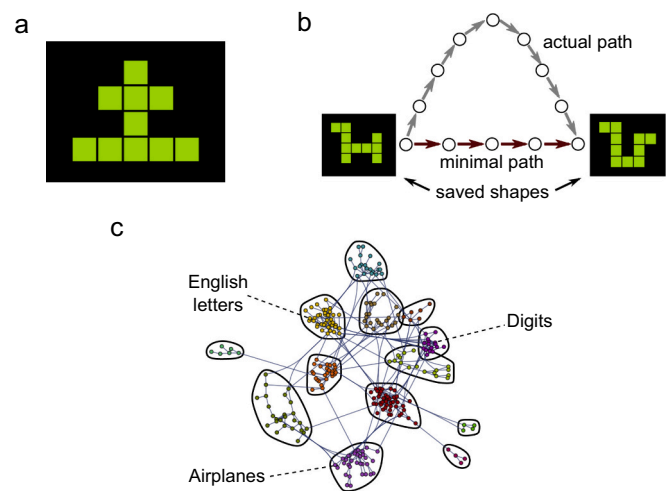 a
b
actual path
minimal path
saved shapes
c
English
letters
Digits
Airplanes